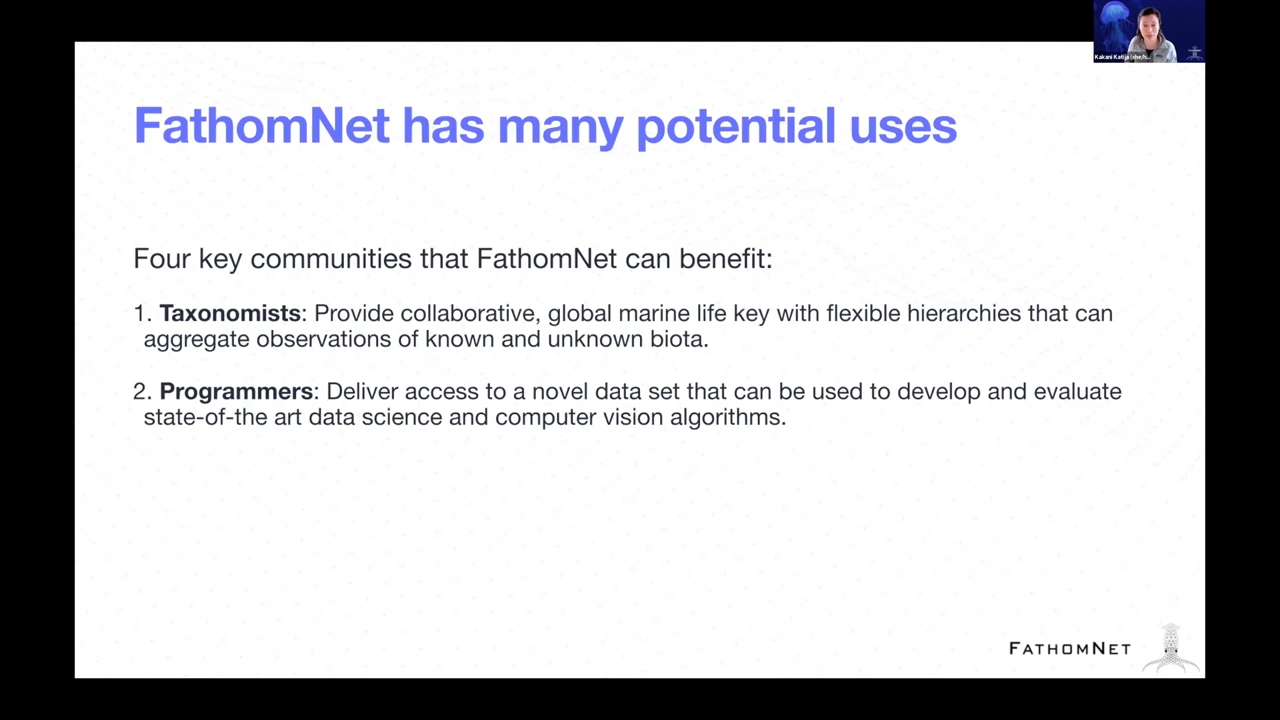 Kakani Katija (she/h...
FathomNet has many potential uses
Four key communities that FathomNet can benefit:
1. Taxonomists: Provide collaborative, global marine life key with flexible hierarchies that can
aggregate observations of known and unknown biota.
2. Programmers: Deliver access to a novel data set that can be used to develop and evaluate
state-of-the art data science and computer vision algorithms.
FATHOMNET